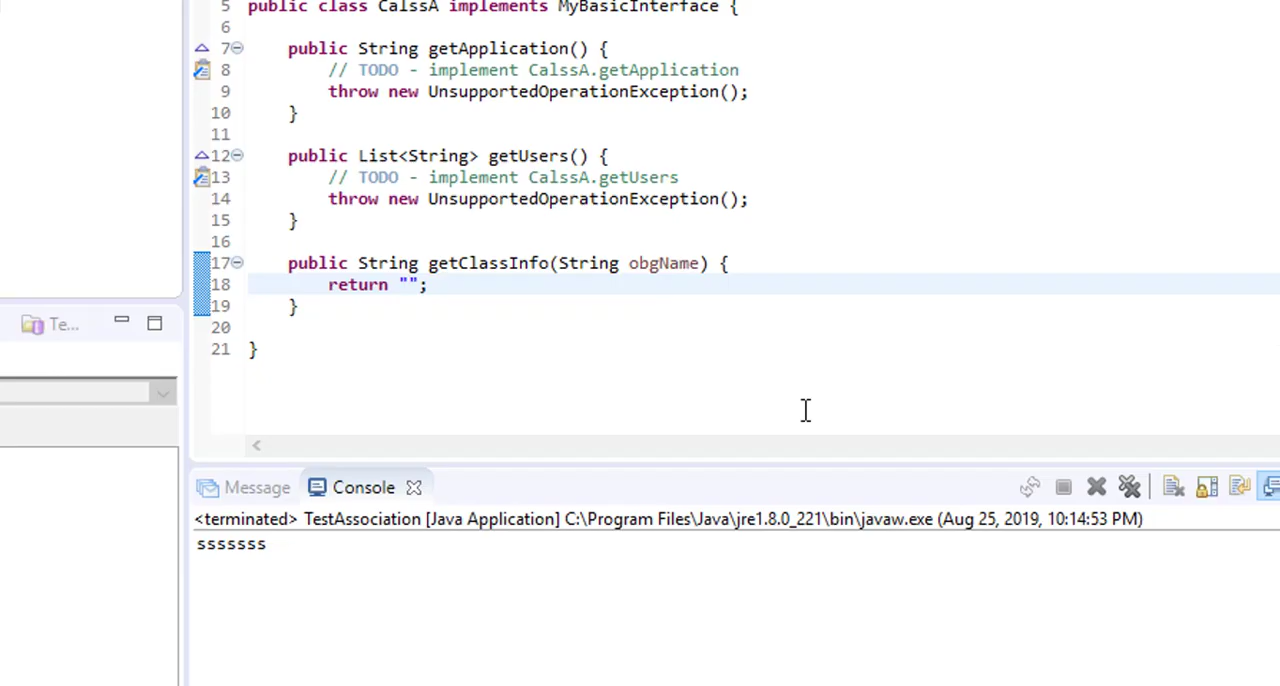 5 public class CalssA implements MyBasicInterface {
6
7 public String getApplication() {
8 // TODO - implement CalssA.getApplication
9 throw new UnsupportedOperationException();
10 }
11
12 public List<String> getUsers() {
13 // TODO - implement CalssA.getUsers
14 throw new UnsupportedOperationException();
15 }
16
17 public String getClassInfo(String obgName) {
18 return "";
19 }
20
21 }
Te...
Message Console
<terminated> TestAssociation [Java Application] C:\Program Files\Java\jre1.8.0_221\bin\javaw.exe (Aug 25, 2019, 10:14:53 PM)
sssssss